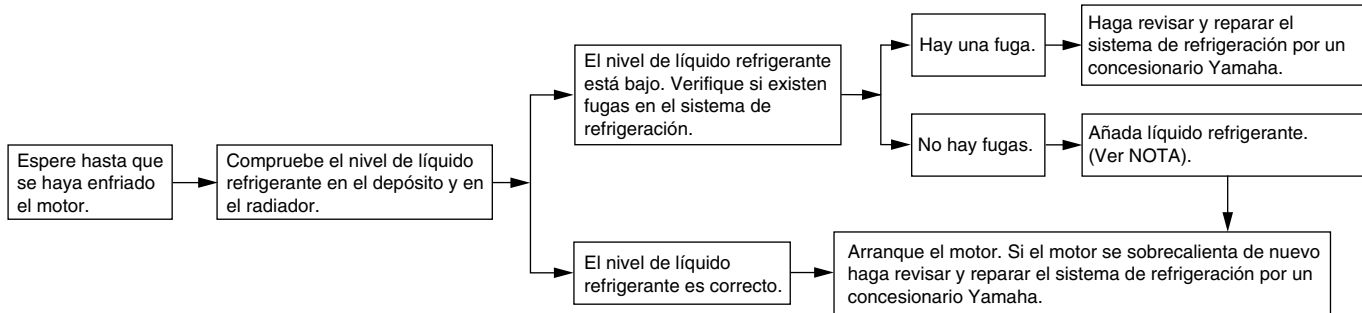 Espere hasta que
se haya enfriado
el motor.
Compruebe el nivel de líquido
refrigerante en el depósito y en
el radiador.
El nivel de líquido refrigerante
está bajo. Verifique si existen
fugas en el sistema de
refrigeración.
Hay una fuga.
Haga revisar y reparar el
sistema de refrigeración por un
concesionario Yamaha.
No hay fugas.
Añada líquido refrigerante.
(Ver NOTA).
El nivel de líquido
refrigerante es correcto.
Arranque el motor. Si el motor se sobrecalienta de nuevo
haga revisar y reparar el sistema de refrigeración por un
concesionario Yamaha.